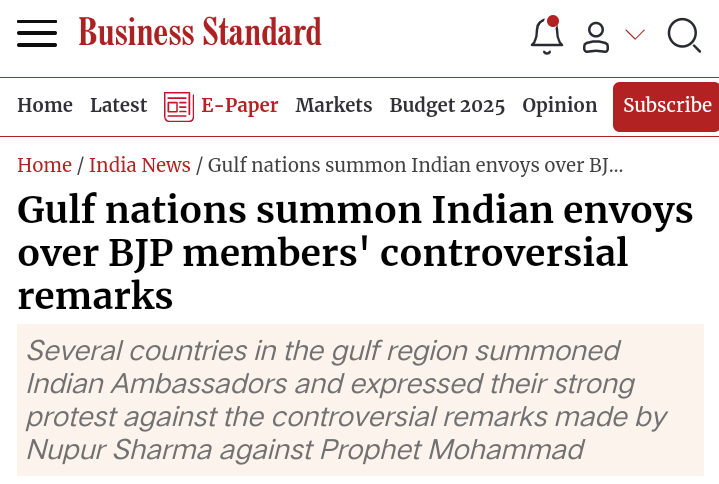 Business Standard
Home Latest E-Paper Markets Budget 2025 Opinion Subscribe
Home / India News / Gulf nations summon Indian envoys over BJ...
Gulf nations summon Indian envoys
over BJP members' controversial
remarks
Several countries in the gulf region summoned
Indian Ambassadors and expressed their strong
protest against the controversial remarks made by
Nupur Sharma against Prophet Mohammad